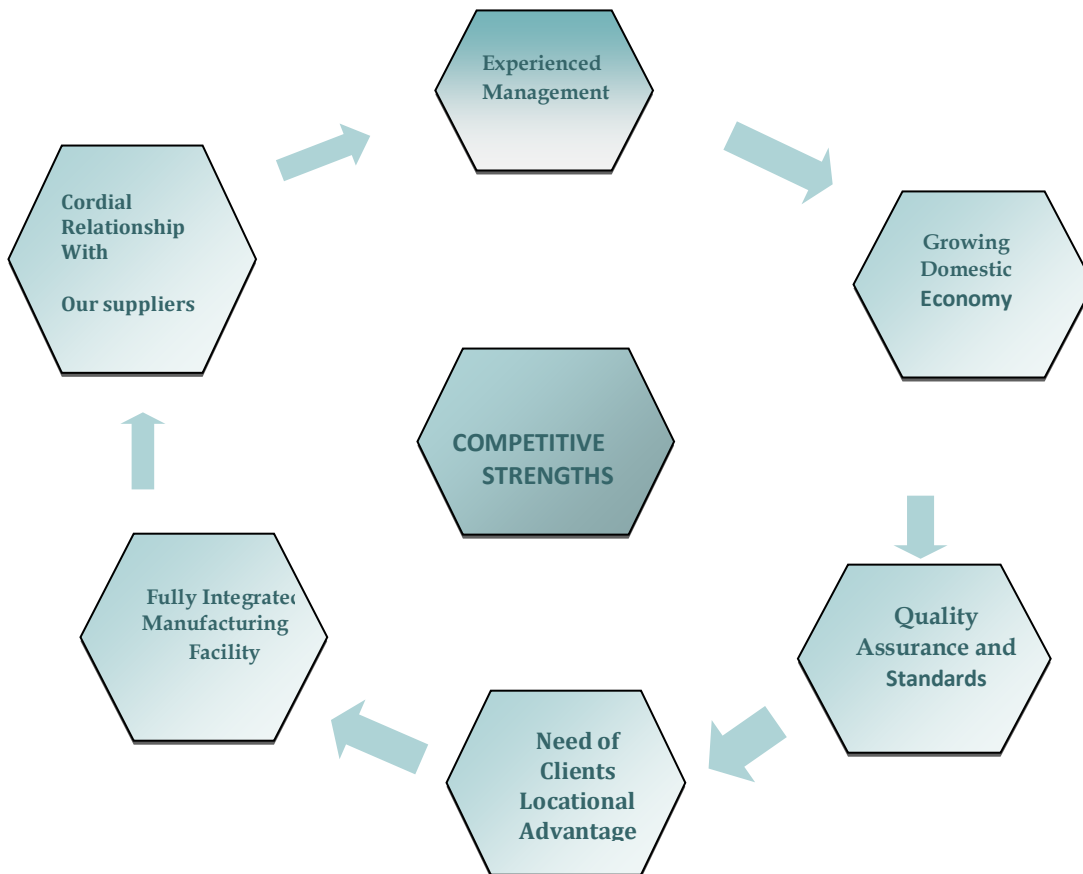 Experienced
Management
Growing
Domestic
Economy
Quality
Assurance and
Standards
Need of
Clients
Locational
Advantage
Fully Integrated
Manufacturing
Facility
Cordial
Relationship
With
Our suppliers
COMPETITIVE
STRENGTHS